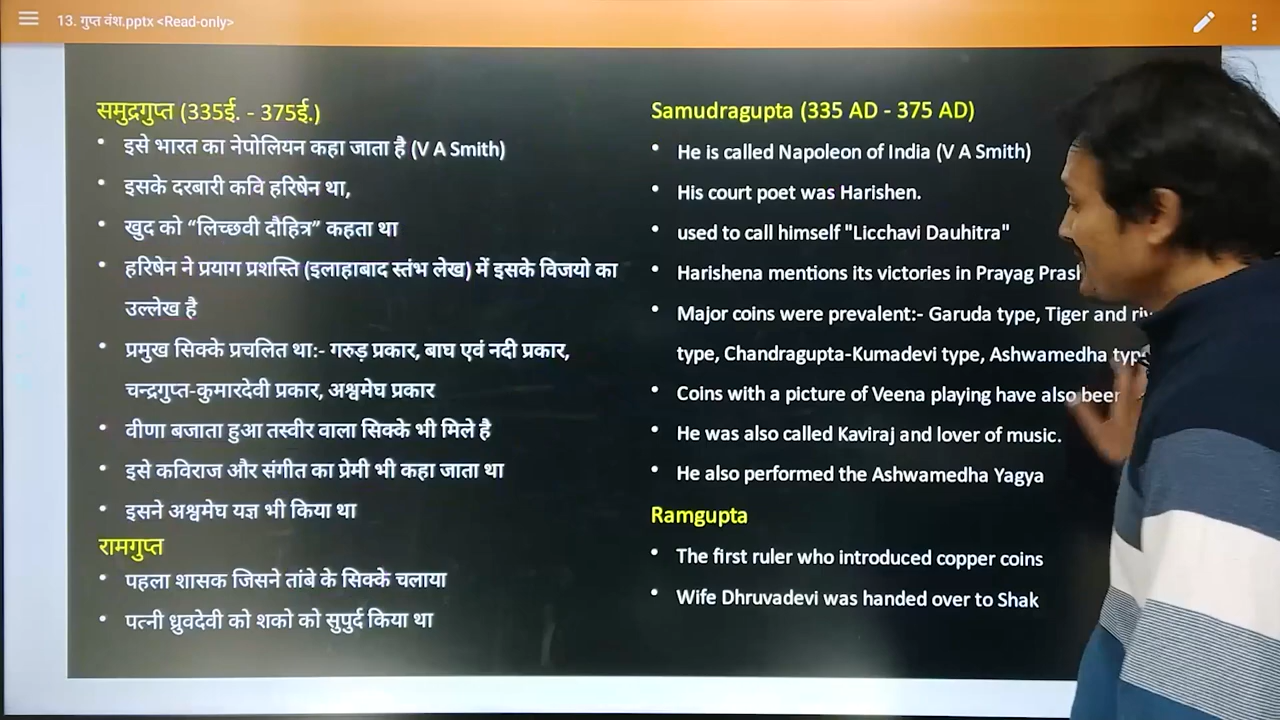 13. गुप्त वंश.pptx <Read-only>
समुद्रगुप्त (335ई. - 375ई.)
• इसे भारत का नेपोलियन कहा जाता है (V A Smith)
• इसके दरबारी कवि हरिषेन था,
• खुद को “लिच्छवी दौहित्र” कहता था
• हरिषेन ने प्रयाग प्रशस्ति (इलाहाबाद स्तंभ लेख) में इसके विजयो का
उल्लेख है
• प्रमुख सिक्के प्रचलित था:- गरुड़ प्रकार, बाघ एवं नदी प्रकार,
चन्द्रगुप्त-कुमारदेवी प्रकार, अश्वमेघ प्रकार
• वीणा बजाता हुआ तस्वीर वाला सिक्के भी मिले है
• इसे कविराज और संगीत का प्रेमी भी कहा जाता था
• इसने अश्वमेघ यज्ञ भी किया था
रामगुप्त
• पहला शासक जिसने तांबे के सिक्के चलाया
• पत्नी ध्रुवदेवी को शको को सुपुर्द किया था
Samudragupta (335 AD - 375 AD)
• He is called Napoleon of India (V A Smith)
• His court poet was Harishen.
• used to call himself "Licchavi Dauhitra"
• Harishena mentions its victories in Prayag
• Major coins were prevalent:- Garuda type, Tiger and
type, Chandragupta-Kumadevi type, Ashwamedha
• Coins with a picture of Veena playing have also
• He was also called Kaviraj and lover of music.
• He also performed the Ashwamedha Yagya
Ramgupta
• The first ruler who introduced copper coins
• Wife Dhruvadevi was handed over to Shak